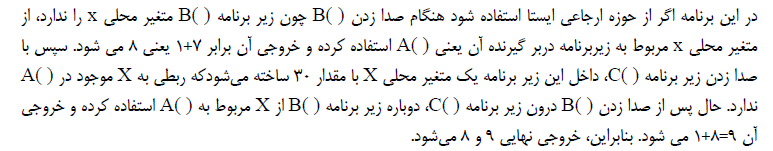 در این برنامه اگر از حوزه ارجاعی ایستا استفاده شود هنگام صدا زدن B( ) چون زیر برنامه B( ) متغیر محلی x را ندارد، از
متغیر محلی x مربوط به زیربرنامه دربر گیرنده آن یعنی A( ) استفاده کرده و خروجی آن برابر ۷+۱ یعنی ۸ می شود. سپس با
صدا زدن زیر برنامه C( )، داخل این زیر برنامه یک متغیر محلی X با مقدار ۳۰ ساخته می‌شودکه ربطی به X موجود در A( )
ندارد. حال پس از صدا زدن B( ) درون زیر برنامه C( )، دوباره زیر برنامه B( ) از X مربوط به A( ) استفاده کرده و خروجی
آن ۹=۸+۱ می شود. بنابراین، خروجی نهایی ۹ و ۸ می‌شود.